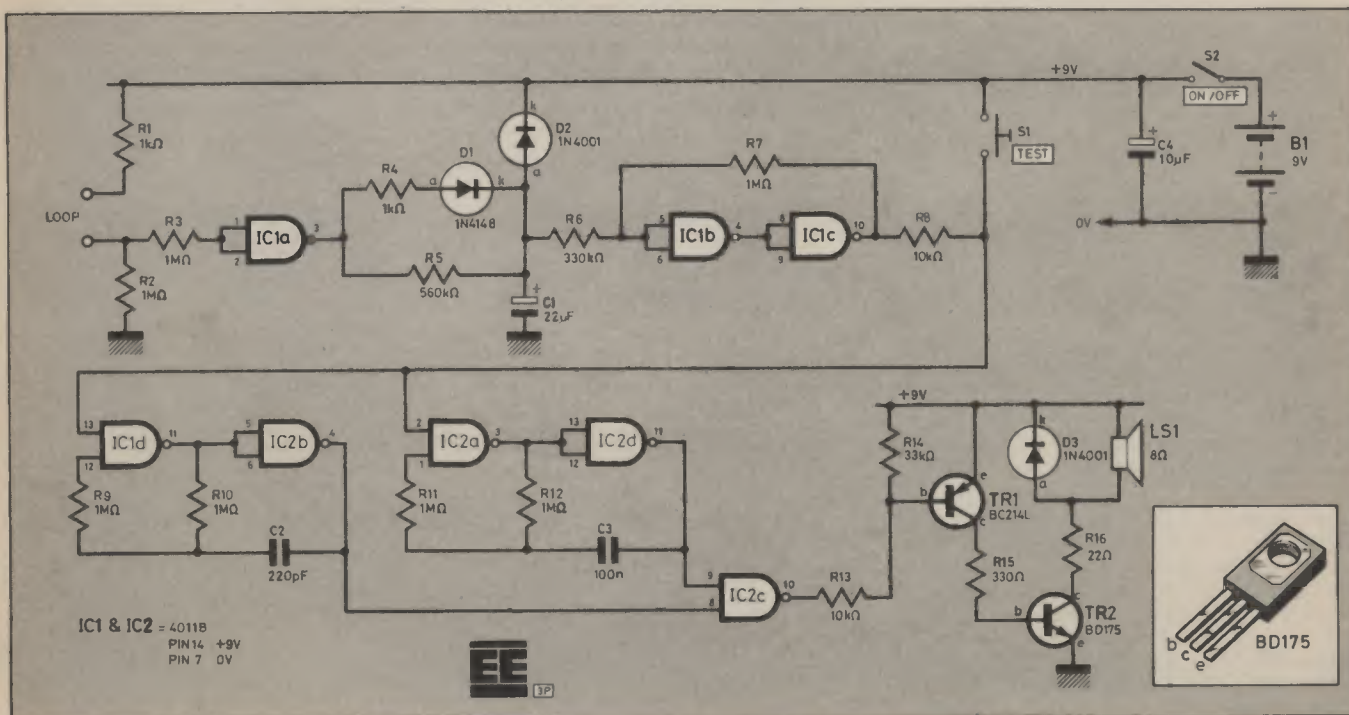 +9V
S2
ON/OFF
R1
1kΩ
k
D2
1N4001
a
S1
TEST
+
C4
10µF
+
B1
9V
-
0V
LOOP
R3
1MΩ
1
2
IC1a
3
R4
1kΩ
a
D1
k
1N4148
R5
560kΩ
R2
1MΩ
+
C1
22µF
R6
330kΩ
R7
1MΩ
5
6
IC1b
4
8
9
IC1c
10
R8
10kΩ
13
12
IC1d
11
5
6
IC2b
4
R9
1MΩ
R10
1MΩ
C2
220pF
2
1
IC2a
3
13
12
IC2d
11
R11
1MΩ
R12
1MΩ
C3
100n
9
8
IC2c
10
R13
10kΩ
+9V
R14
33kΩ
b
e
c
TR1
BC214L
R15
330Ω
k
D3
1N4001
a
LS1
8Ω
R16
22Ω
b
c
e
TR2
BD175
b
c
e
BD175
IC1 & IC2 = 4011B
PIN 14 +9V
PIN 7 0V
EE
3P